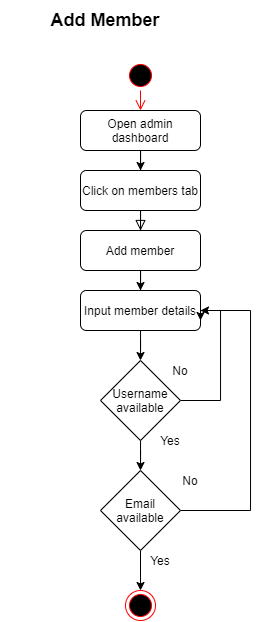 Add Member
Open admin
dashboard
Click on members tab
Add member
Input member details
No
Username
available
Yes
No
Email
available
Yes